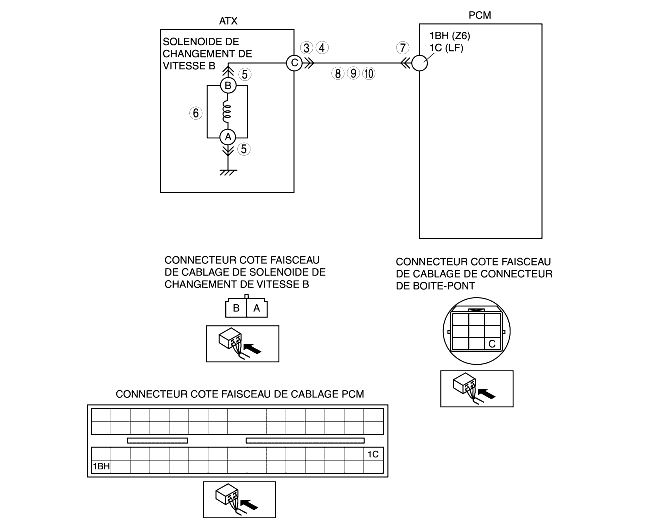 ATX
PCM
SOLENOIDE DE
CHANGEMENT DE
VITESSE B
C
3 4
7
1BH (Z6)
1C (LF)
8 9 10
5
B
6
A
5
CONNECTEUR COTE FAISCEAU
DE CABLAGE DE SOLENOIDE DE
CHANGEMENT DE VITESSE B
B A
CONNECTEUR COTE FAISCEAU
DE CABLAGE DE CONNECTEUR
DE BOITE-PONT
C
CONNECTEUR COTE FAISCEAU DE CABLAGE PCM
1C
1BH